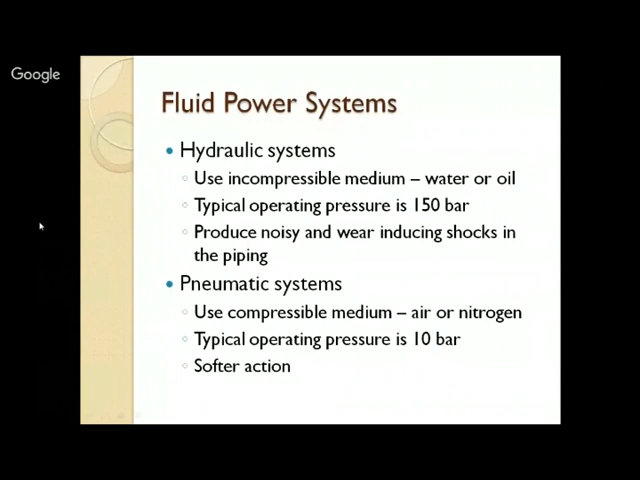 Google
Fluid Power Systems
Hydraulic systems
Use incompressible medium – water or oil
Typical operating pressure is 150 bar
Produce noisy and wear inducing shocks in
the piping
Pneumatic systems
Use compressible medium – air or nitrogen
Typical operating pressure is 10 bar
Softer action